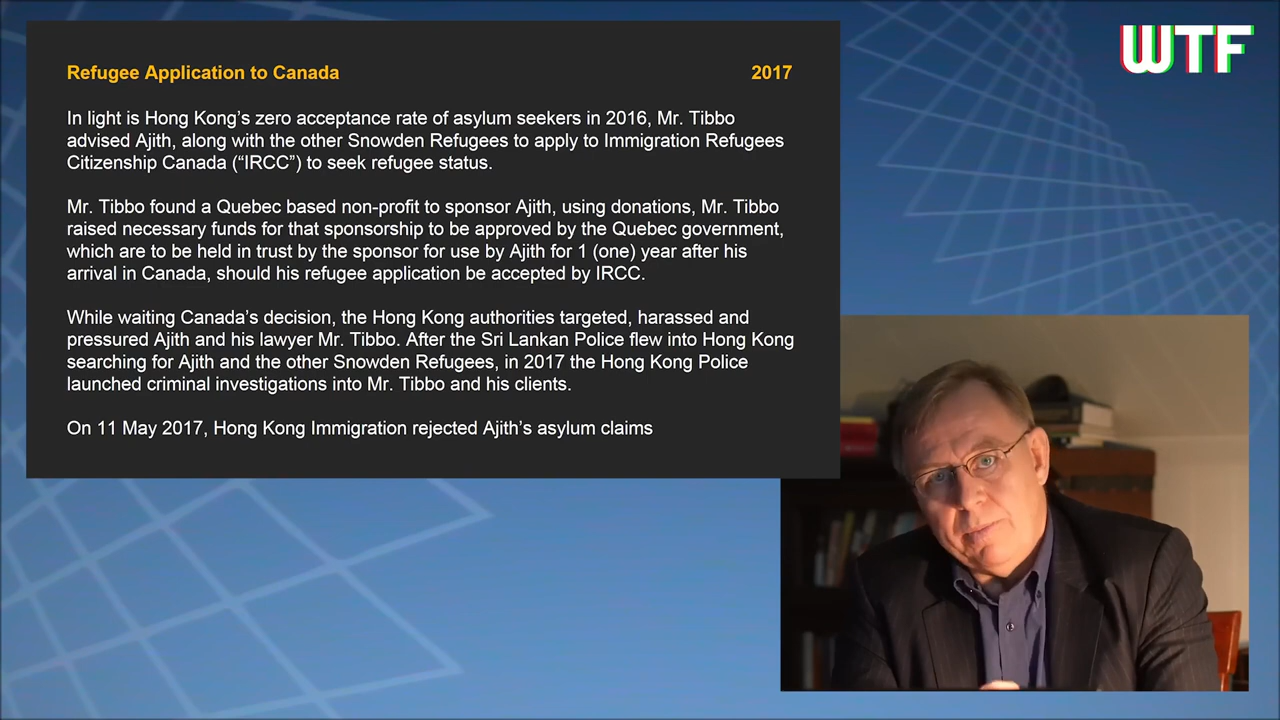 WTF
Refugee Application to Canada 2017
In light is Hong Kong's zero acceptance rate of asylum seekers in 2016, Mr. Tibbo
advised Ajith, along with the other Snowden Refugees to apply to Immigration Refugees
Citizenship Canada (“IRCC”) to seek refugee status.
Mr. Tibbo found a Quebec based non-profit to sponsor Ajith, using donations, Mr. Tibbo
raised necessary funds for that sponsorship to be approved by the Quebec government,
which are to be held in trust by the sponsor for use by Ajith for 1 (one) year after his
arrival in Canada, should his refugee application be accepted by IRCC.
While waiting Canada's decision, the Hong Kong authorities targeted, harassed and
pressured Ajith and his lawyer Mr. Tibbo. After the Sri Lankan Police flew into Hong Kong
searching for Ajith and the other Snowden Refugees, in 2017 the Hong Kong Police
launched criminal investigations into Mr. Tibbo and his clients.
On 11 May 2017, Hong Kong Immigration rejected Ajith's asylum claims